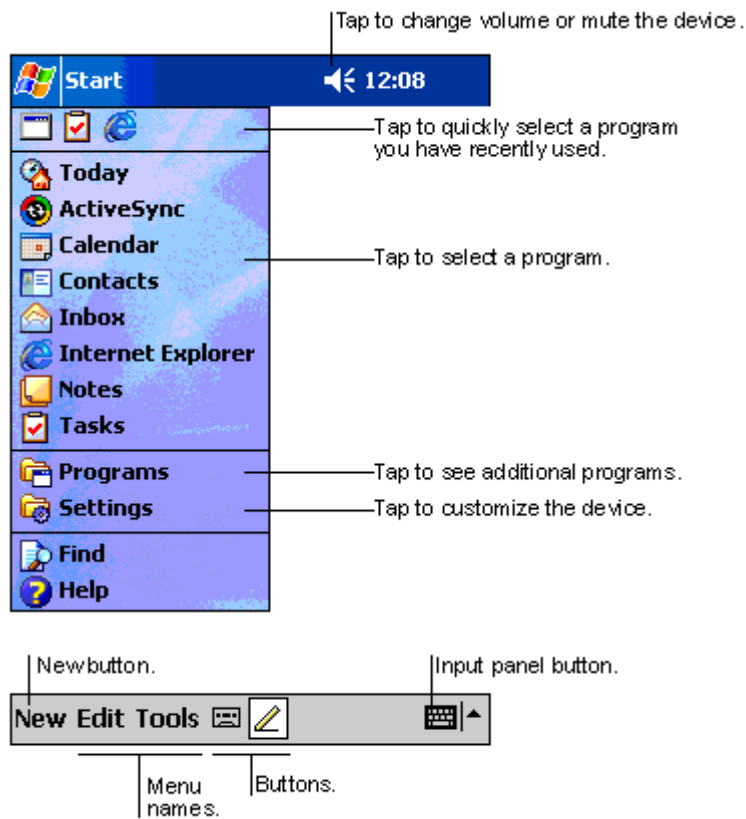 Tap to change volume or mute the device.
Start 12:08
Tap to quickly select a program
you have recently used.
Today
ActiveSync
Calendar
Tap to select a program.
Contacts
Inbox
Internet Explorer
Notes
Tasks
Programs
Tap to see additional programs.
Settings
Tap to customize the device.
Find
Help
New button.
Input panel button.
New Edit Tools
Menu
names.
Buttons.